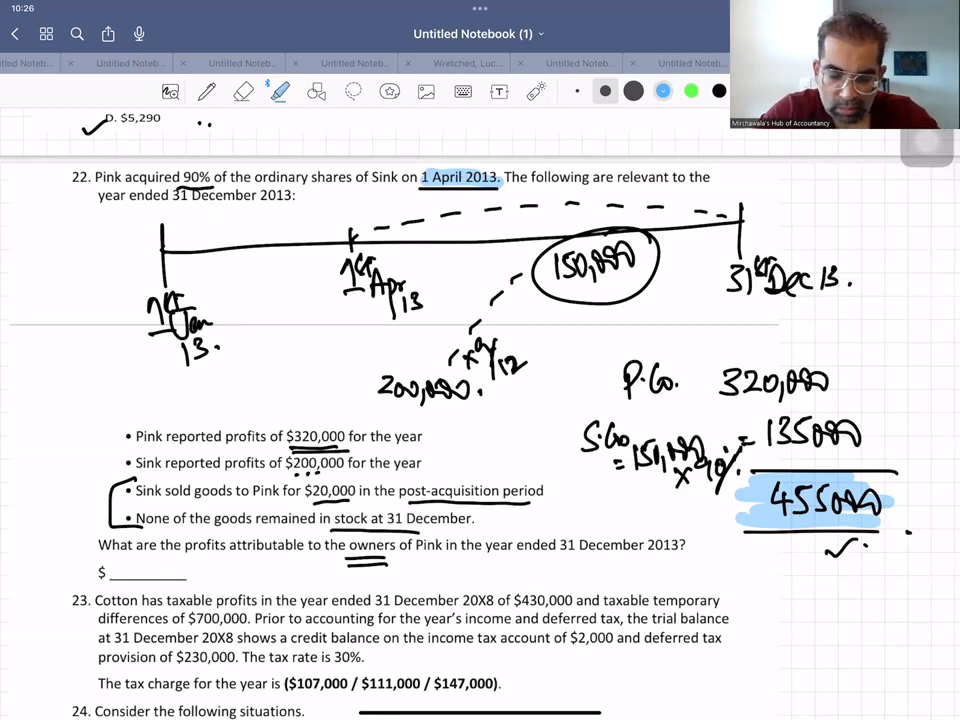 10:26
Untitled Notebook (1)
ntitled Noteb...
Untitled Noteb...
Untitled Noteb...
Untitled Noteb...
Wretched, Luc...
Untitled Noteb...
Untitled Noteb...
Mirchawala's Hub of Accountancy
D. $5,290
22. Pink acquired 90% of the ordinary shares of Sink on 1 April 2013. The following are relevant to the
year ended 31 December 2013:
150,000
1st Apr 13
31st Dec 13.
1st Jan 13.
x 9/12
200,000.
P.Co. 320,000
S.Co = 150,000 x 90% = 135000
455000
• Pink reported profits of $320,000 for the year
• Sink reported profits of $200,000 for the year
• Sink sold goods to Pink for $20,000 in the post-acquisition period
• None of the goods remained in stock at 31 December.
What are the profits attributable to the owners of Pink in the year ended 31 December 2013?
$ __________
23. Cotton has taxable profits in the year ended 31 December 20X8 of $430,000 and taxable temporary
differences of $700,000. Prior to accounting for the year's income and deferred tax, the trial balance
at 31 December 20X8 shows a credit balance on the income tax account of $2,000 and deferred tax
provision of $230,000. The tax rate is 30%.
The tax charge for the year is ($107,000 / $111,000 / $147,000).
24. Consider the following situations.